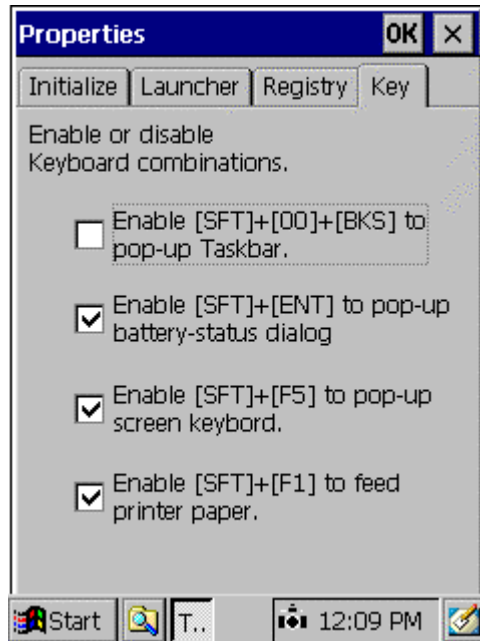 Properties OK ×
Initialize Launcher Registry Key
Enable or disable
Keyboard combinations.
Enable [SFT]+[00]+[BKS] to
pop-up Taskbar.
Enable [SFT]+[ENT] to pop-up
battery-status dialog
Enable [SFT]+[F5] to pop-up
screen keybord.
Enable [SFT]+[F1] to feed
printer paper.
Start T.. 12:09 PM